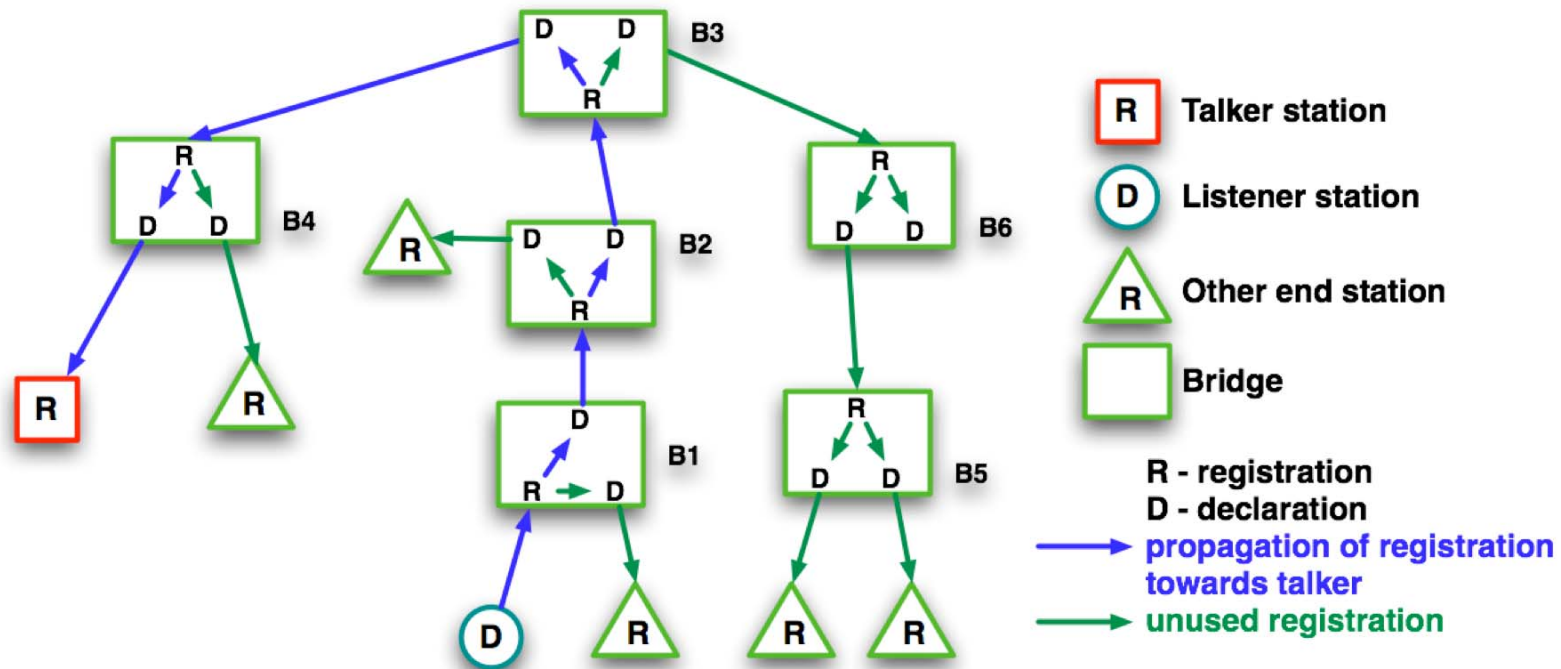 D D B3
R
R Talker station
R
D D B4
R
D D B6
D Listener station
R
D D B2
R
R Other end station
R
R
D
R D B1
R
D D B5
Bridge
R - registration
D - declaration
propagation of registration
towards talker
unused registration
D
R
R
R